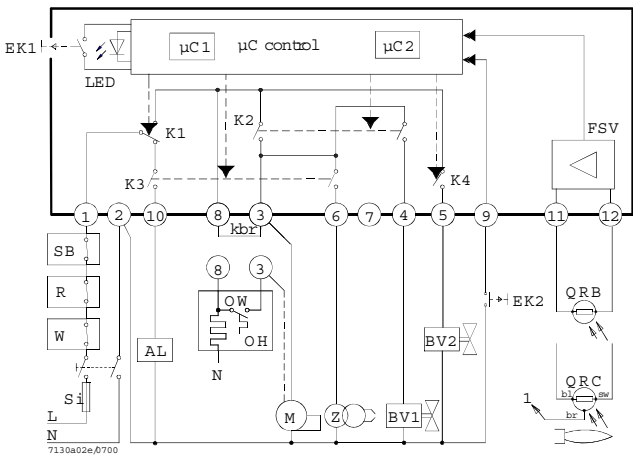 µC1
µC control
µC2
EK1
LED
K1
K2
FSV
K3
K4
1
2
10
8
3
6
7
4
5
9
11
12
kbr
SB
R
W
Si
L
N
AL
8
3
OW
OH
N
M
Z
BV1
BV2
EK2
QRB
QRC
bl
sw
br
1
7130a02e/0700